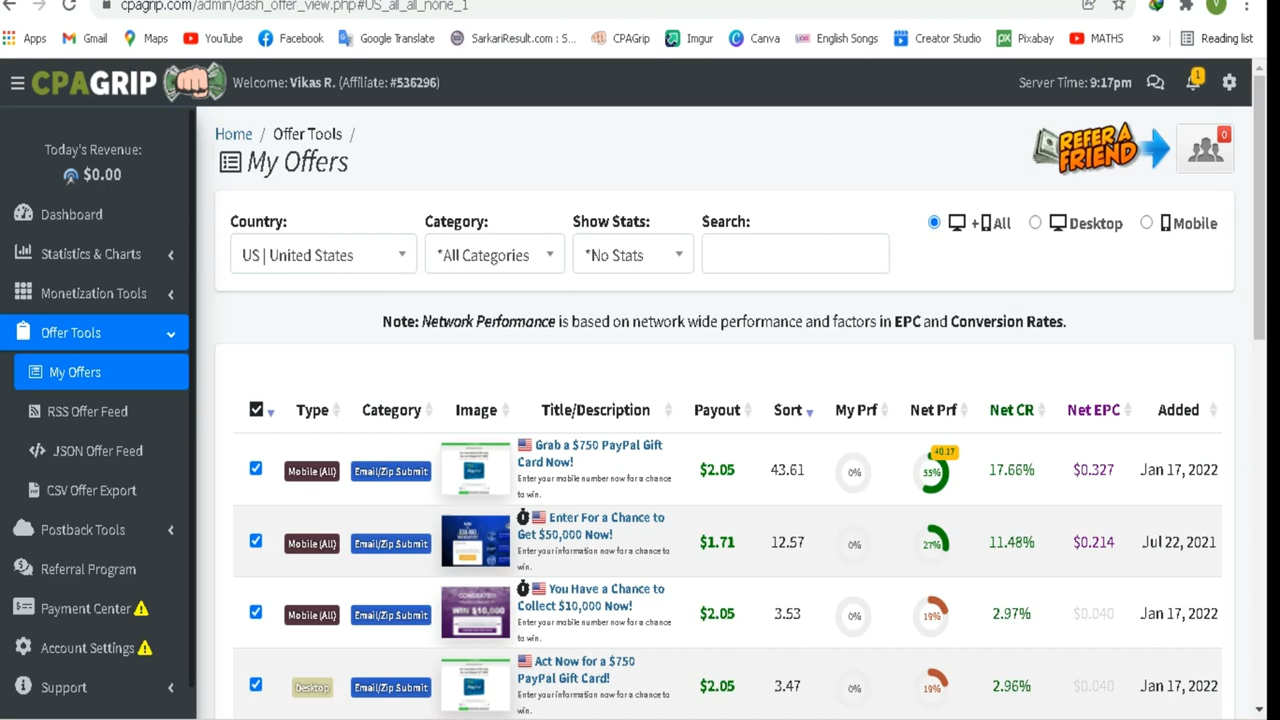 cpagrip.com/admin/dash_offer_view.php#US_all_all_none_1
Apps Gmail Maps YouTube Facebook Google Translate SarkariResult.com : S... CPAGrip Imgur Canva English Songs Creator Studio Pixabay MATHS » Reading list
CPAGRIP Welcome: Vikas R. (Affiliate: #536296) Server Time: 9:17pm 1
Today's Revenue:
$0.00
Dashboard
Statistics & Charts
Monetization Tools
Offer Tools
My Offers
RSS Offer Feed
JSON Offer Feed
CSV Offer Export
Postback Tools
Referral Program
Payment Center
Account Settings
Support
Home / Offer Tools /
My Offers
REFER A
FRIEND
0
Country: Category: Show Stats: Search:
US | United States *All Categories *No Stats
+ All Desktop Mobile
Note: Network Performance is based on network wide performance and factors in EPC and Conversion Rates.
Type Category Image Title/Description Payout Sort My Prf Net Prf Net CR Net EPC Added
Mobile (All) Email/Zip Submit
Grab a $750 PayPal Gift
Card Now!
Enter your mobile number now for a chance
to win.
$2.05 43.61 0% 55% +0.17 17.66% $0.327 Jan 17, 2022
Mobile (All) Email/Zip Submit
Enter For a Chance to
Get $50,000 Now!
Enter your information now for a chance to
win.
$1.71 12.57 0% 27% 11.48% $0.214 Jul 22, 2021
Mobile (All) Email/Zip Submit
WIN $10,000
You Have a Chance to
Collect $10,000 Now!
Enter your mobile number now for a chance
to win.
$2.05 3.53 0% 19% 2.97% $0.040 Jan 17, 2022
Desktop Email/Zip Submit
Act Now for a $750
PayPal Gift Card!
Enter your information now for a chance to
win.
$2.05 3.47 0% 19% 2.96% $0.040 Jan 17, 2022